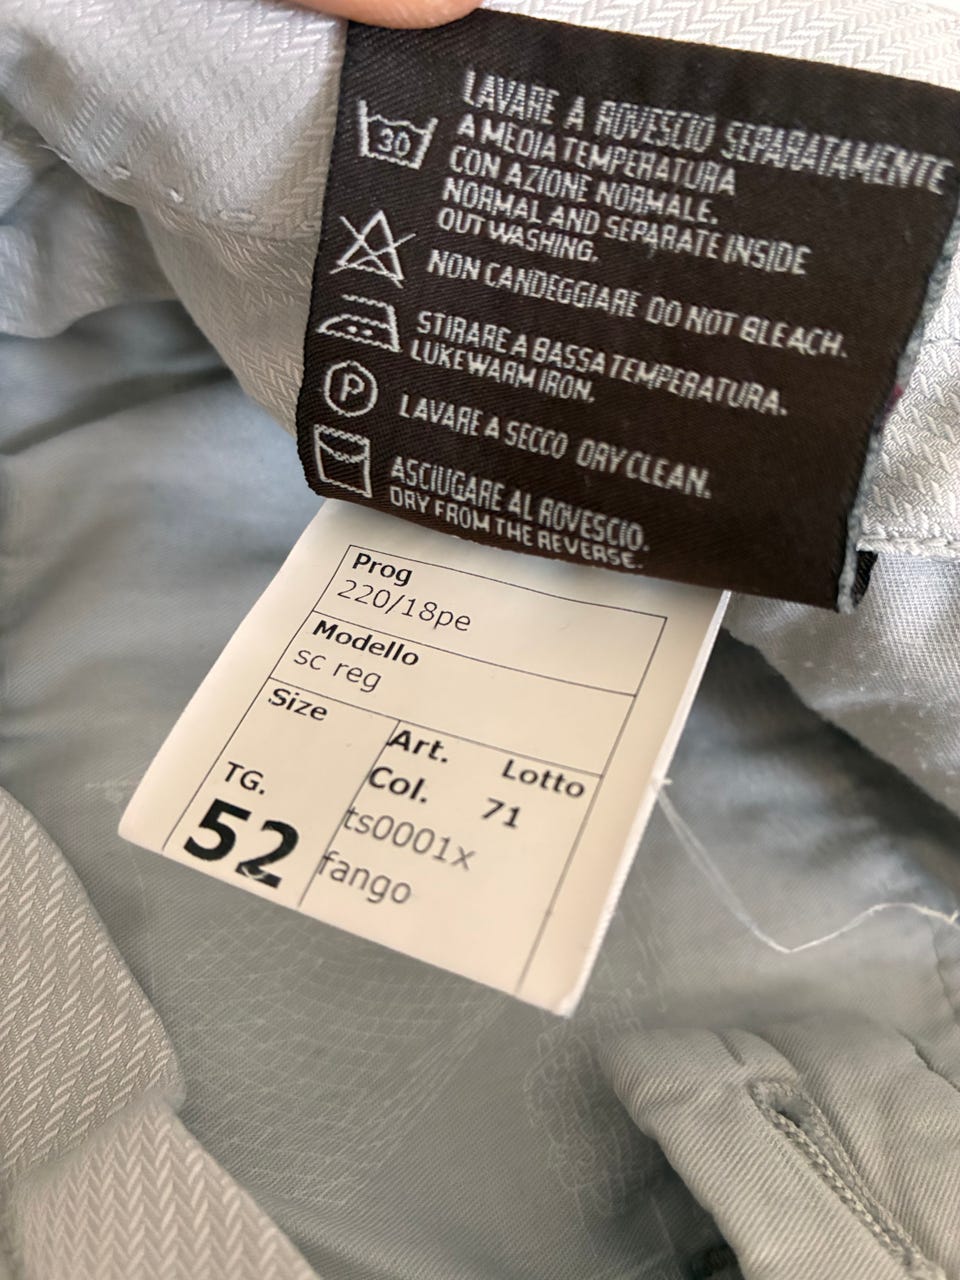 LAVARE A ROVESCIO SEPARATAMENTE
A MEDIA TEMPERATURA
CON AZIONE NORMALE.
NORMAL AND SEPARATE INSIDE
OUT WASHING.
30
NON CANDEGGIARE DO NOT BLEACH.
STIRARE A BASSA TEMPERATURA.
LUKEWARM IRON.
P
LAVARE A SECCO DRY CLEAN.
ASCIUGARE AL ROVESCIO.
DRY FROM THE REVERSE.
Prog
220/18pe
Modello
sc reg
Size
TG.
52
Art. Lotto
Col. 71
ts0001x
fango